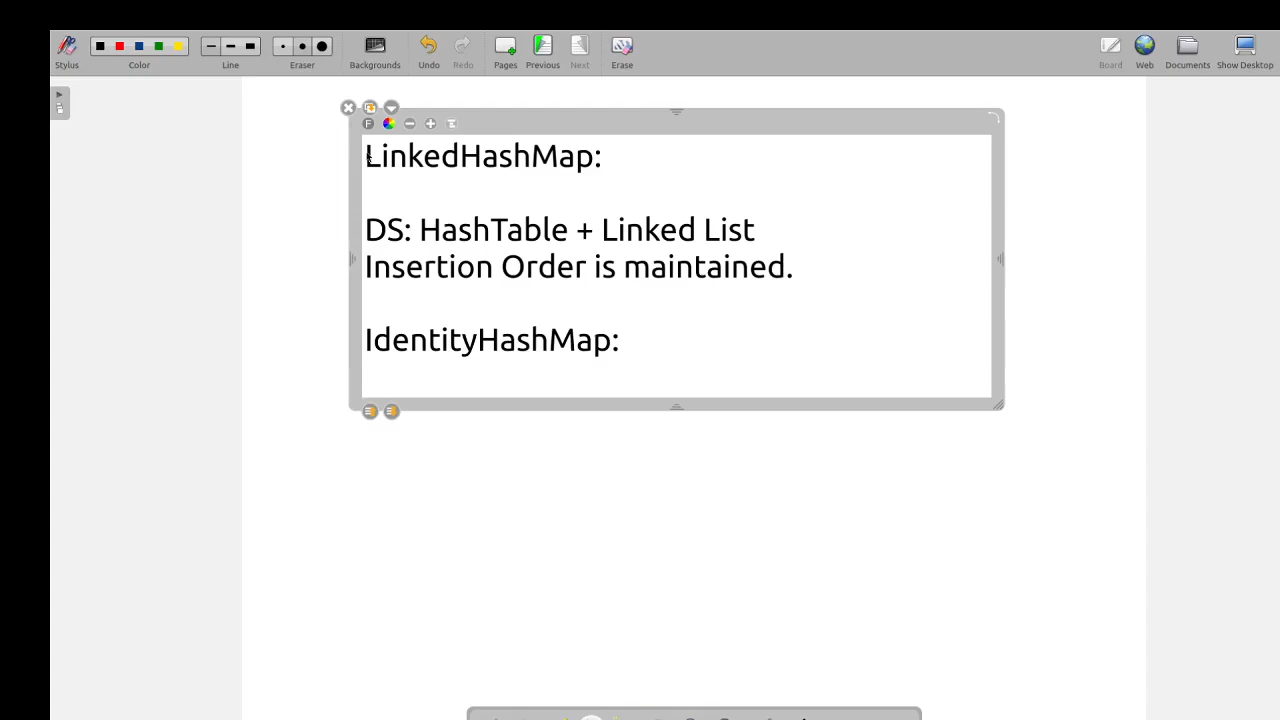 Stylus
Color
Line
Eraser
Backgrounds
Undo
Redo
Pages
Previous
Next
Erase
Board
Web
Documents
Show Desktop
F
LinkedHashMap:
DS: HashTable + Linked List
Insertion Order is maintained.
IdentityHashMap: